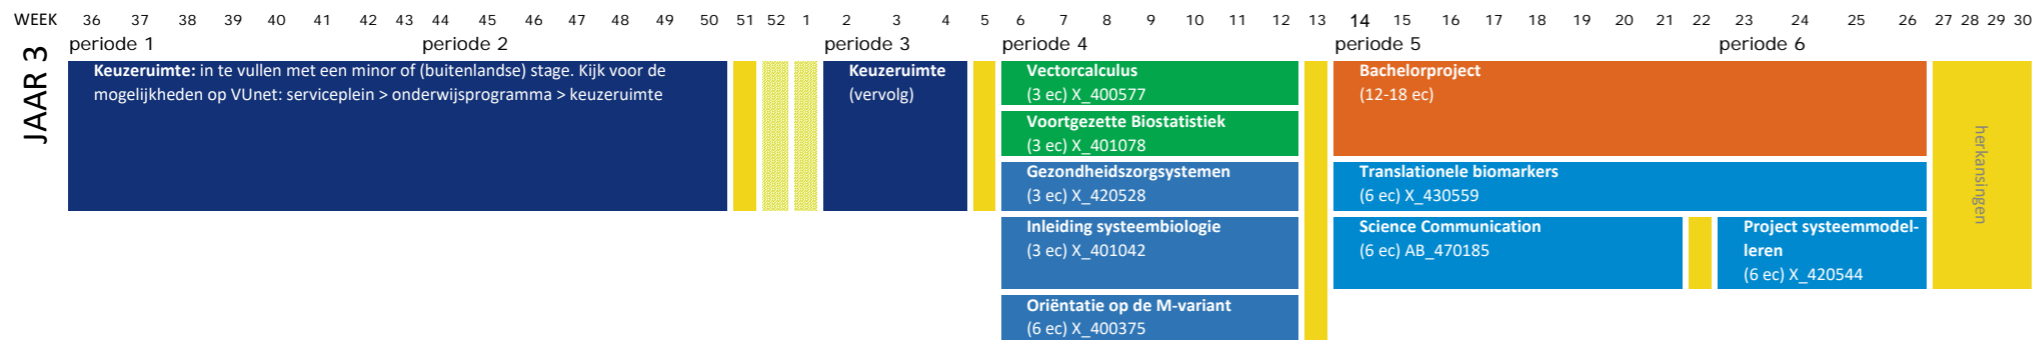 WEEK 36 37 38 39 40 41 42 43 44 45 46 47 48 49 50 51 52 1 2 3 4 5 6 7 8 9 10 11 12 13 14 15 16 17 18 19 20 21 22 23 24 25 26 27 28 29 30
periode 1 periode 2 periode 3 periode 4 periode 5 periode 6
JAAR 3
Keuzeruimte: in te vullen met een minor of (buitenlandse) stage. Kijk voor de
mogelijkheden op VUnet: serviceplein > onderwijsprogramma > keuzeruimte
Keuzeruimte
(vervolg)
Vectorcalculus
(3 ec) X_400577
Voortgezette Biostatistiek
(3 ec) X_401078
Gezondheidszorgsystemen
(3 ec) X_420528
Inleiding systeembiologie
(3 ec) X_401042
Oriëntatie op de M-variant
(6 ec) X_400375
Bachelorproject
(12-18 ec)
Translationele biomarkers
(6 ec) X_430559
Science Communication
(6 ec) AB_470185
Project systeemmodel-
leren
(6 ec) X_420544
herkansingen